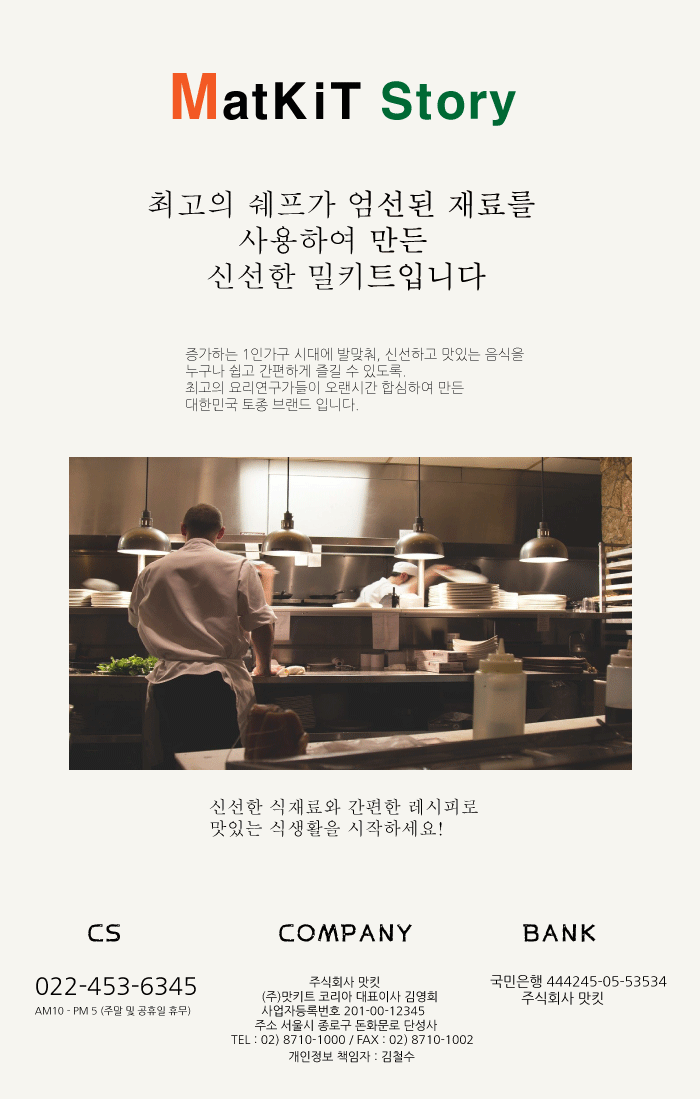 MatKiT Story
최고의 쉐프가 엄선된 재료를
사용하여 만든
신선한 밀키트입니다
증가하는 1인가구 시대에 발맞춰, 신선하고 맛있는 음식을
누구나 쉽고 간편하게 즐길 수 있도록.
최고의 요리연구가들이 오랜시간 합심하여 만든
대한민국 토종 브랜드 입니다.
신선한 식재료와 간편한 레시피로
맛있는 식생활을 시작하세요!
CS
022-453-6345
AM10 - PM 5 (주말 및 공휴일 휴무)
COMPANY
주식회사 맛킷
(주)맛키트 코리아 대표이사 김영희
사업자등록번호 201-00-12345
주소 서울시 종로구 돈화문로 단성사
TEL : 02) 8710-1000 / FAX : 02) 8710-1002
개인정보 책임자 : 김철수
BANK
국민은행 444245-05-53534
주식회사 맛킷